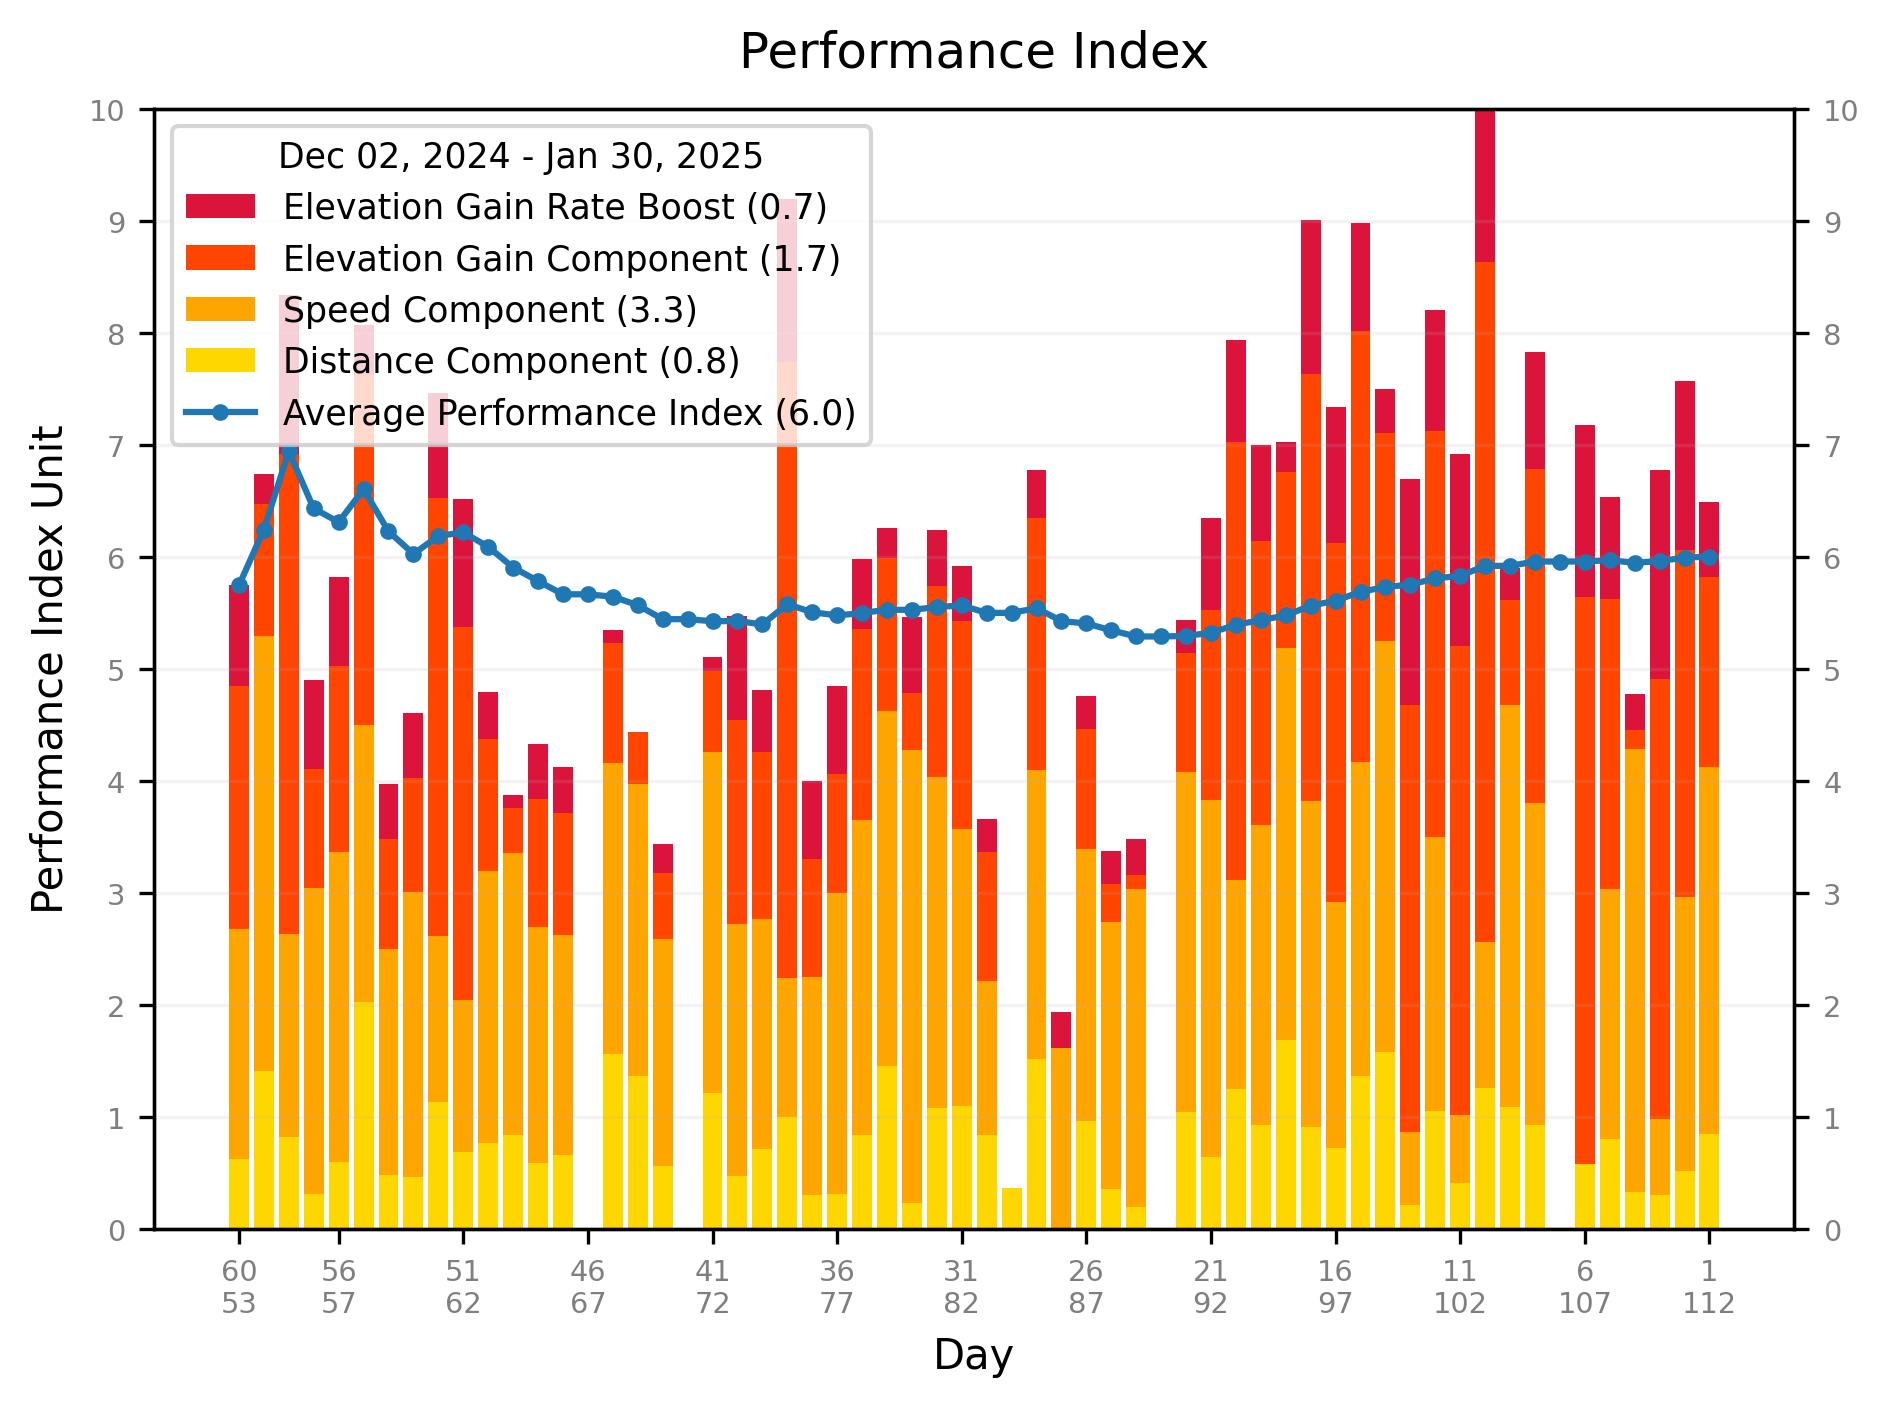 Performance Index
Dec 02, 2024 - Jan 30, 2025
Elevation Gain Rate Boost (0.7)
Elevation Gain Component (1.7)
Speed Component (3.3)
Distance Component (0.8)
Average Performance Index (6.0)
Performance Index Unit
10
9
8
7
6
5
4
3
2
1
0
10
9
8
7
6
5
4
3
2
1
0
60 56 51 46 41 36 31 26 21 16 11 6 1
53 57 62 67 72 77 82 87 92 97 102 107 112
Day